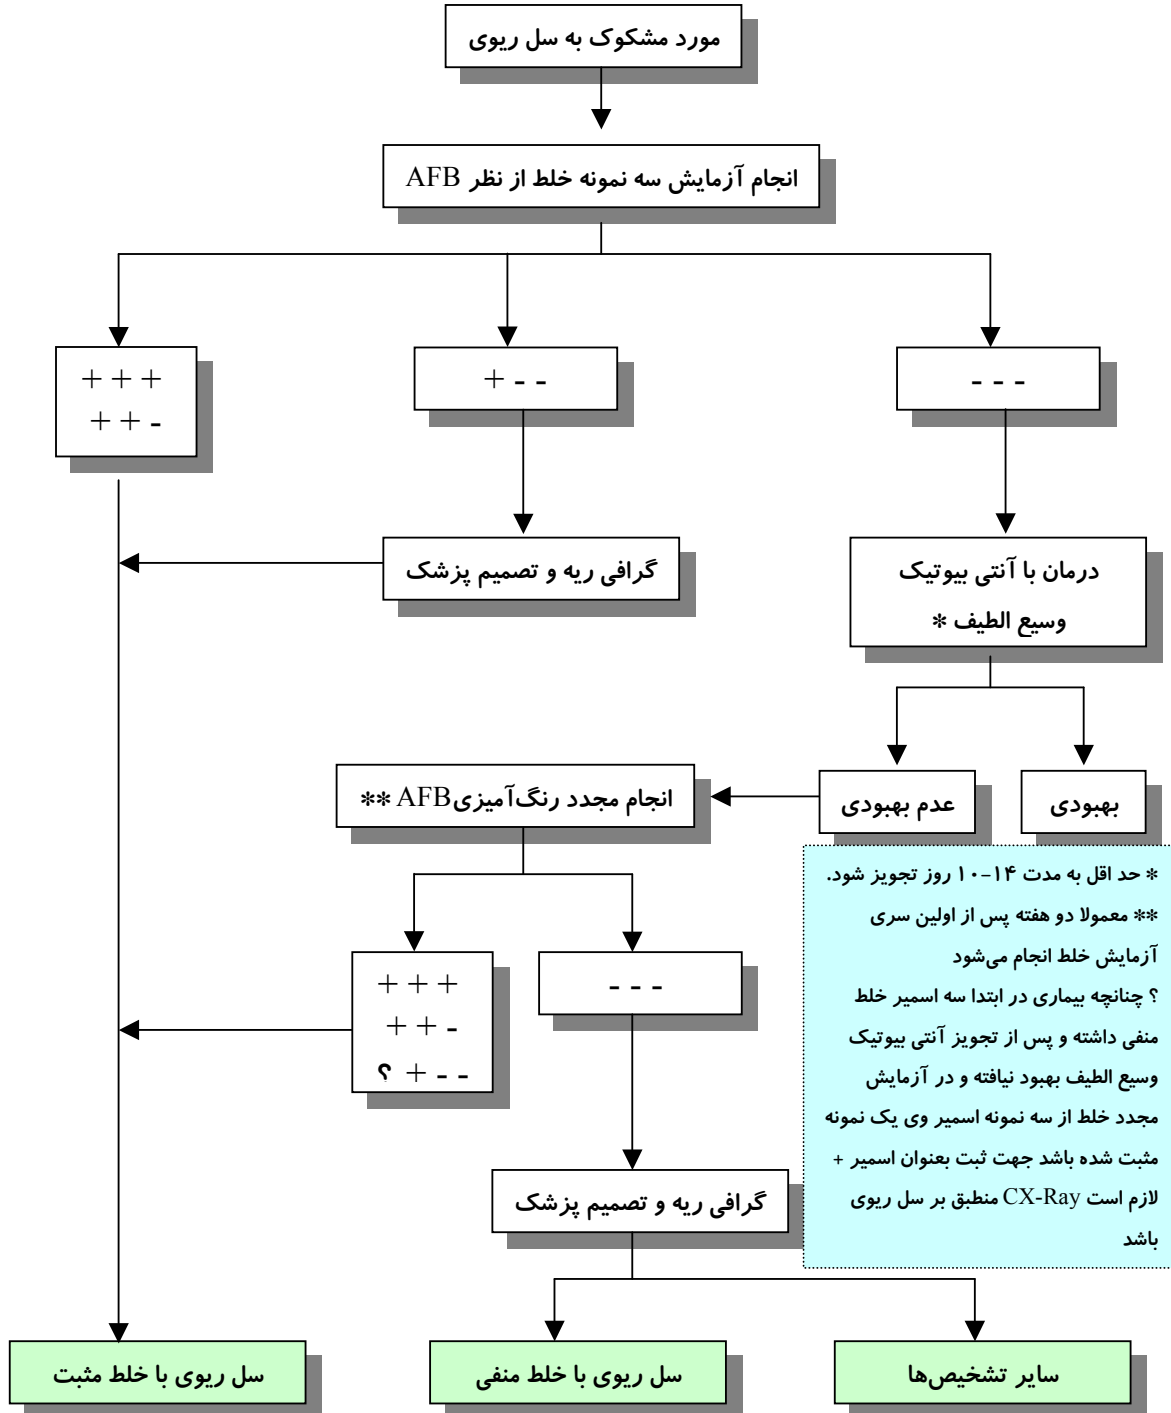 مورد مشکوک به سل ریوی
انجام آزمایش سه نمونه خلط از نظر AFB
+ + +
+ + -
+ - -
- - -
گرافی ریه و تصمیم پزشک
درمان با آنتی بیوتیک
وسیع الطیف *
انجام مجدد رنگ‌آمیزی AFB **
عدم بهبودی
بهبودی
* حد اقل به مدت ۱۴-۱۰ روز تجویز شود.
** معمولا دو هفته پس از اولین سری
آزمایش خلط انجام می‌شود
؟ چنانچه بیماری در ابتدا سه اسمیر خلط
منفی داشته و پس از تجویز آنتی بیوتیک
وسیع الطیف بهبود نیافته و در آزمایش
مجدد خلط از سه نمونه اسمیر وی یک نمونه
مثبت شده باشد جهت ثبت بعنوان اسمیر +
لازم است CX-Ray منطبق بر سل ریوی
باشد
+ + +
+ + -
؟ + - -
- - -
گرافی ریه و تصمیم پزشک
سل ریوی با خلط مثبت
سل ریوی با خلط منفی
سایر تشخیص‌ها